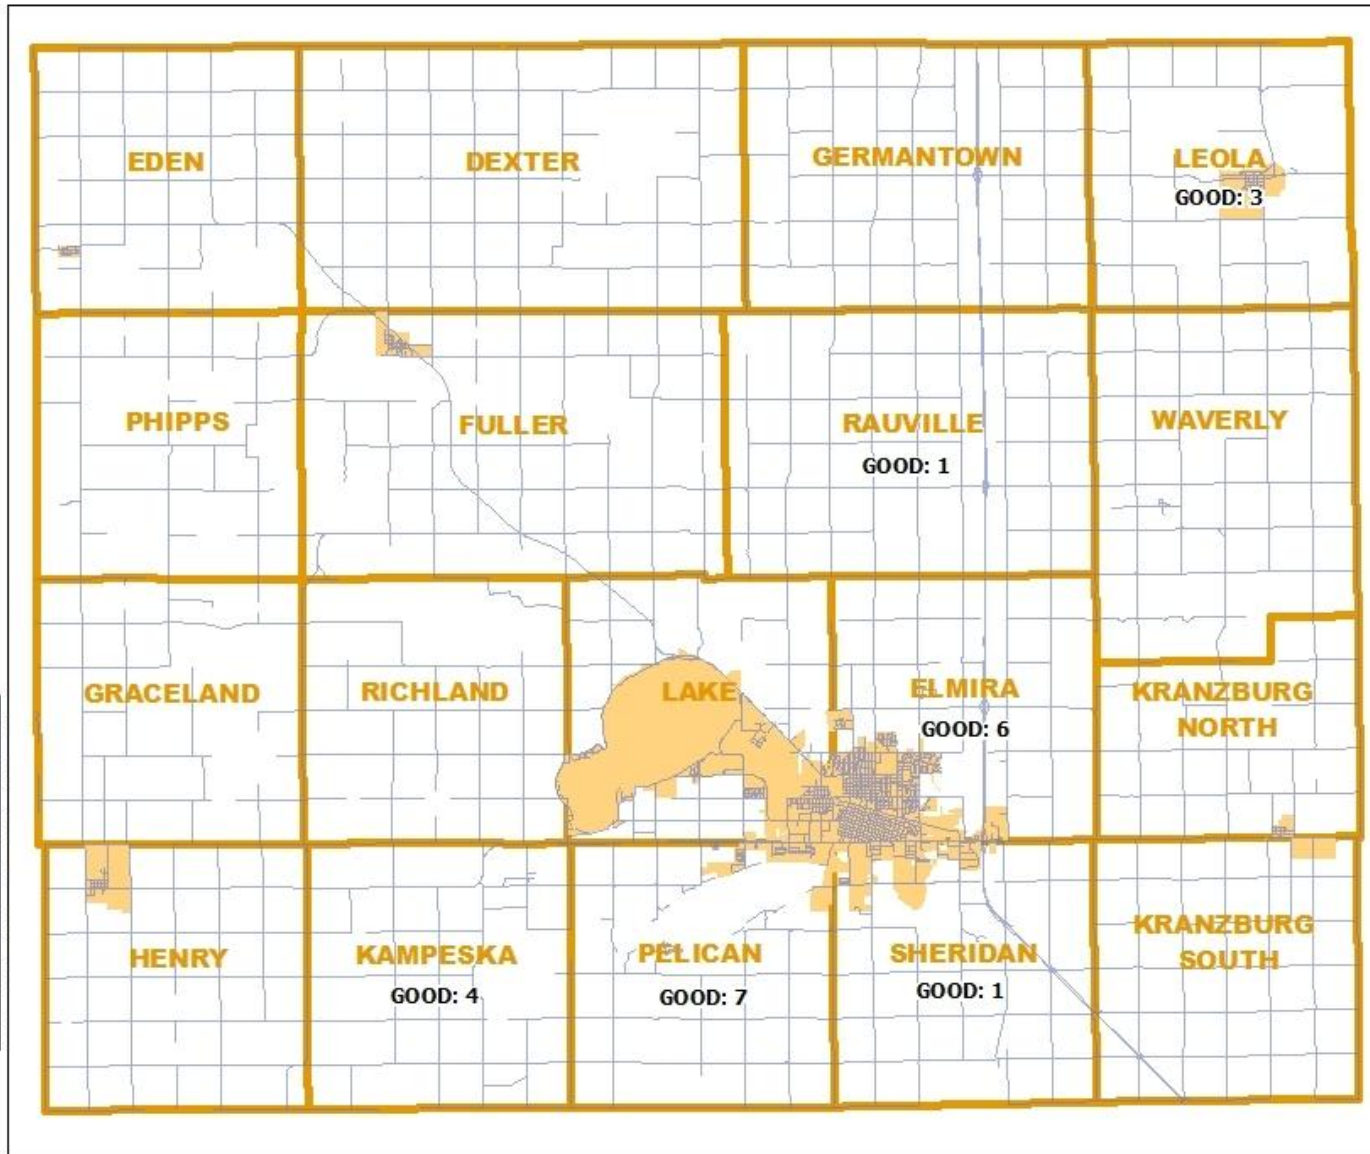 EDEN
DEXTER
GERMANTOWN
LEOLA
GOOD: 3
PHIPPS
FULLER
RAUVILLE
GOOD: 1
WAVERLY
GRACELAND
RICHLAND
LAKE
ELMIRA
GOOD: 6
KRANZBURG
NORTH
HENRY
KAMPESKA
GOOD: 4
PELICAN
GOOD: 7
SHERIDAN
GOOD: 1
KRANZBURG
SOUTH